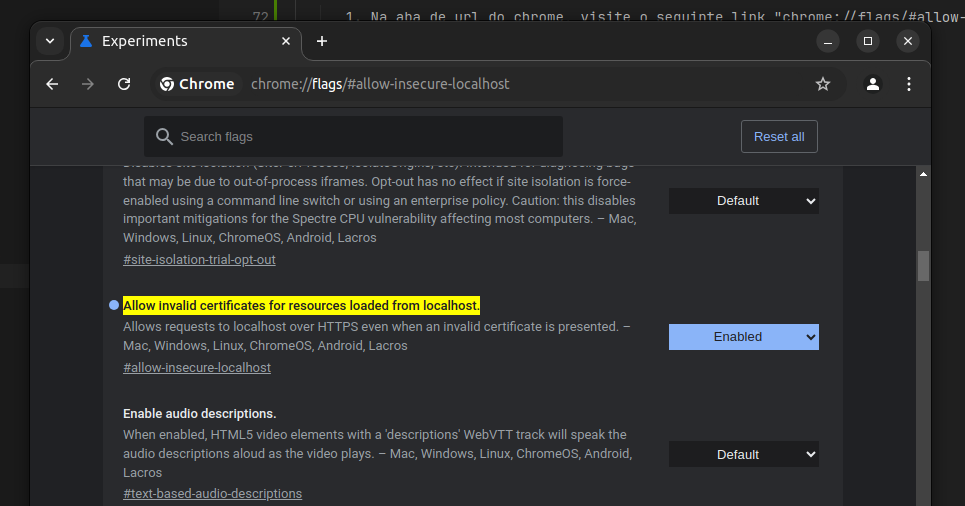 72 1. Na aba de url do chrome, visite o seguinte link "chrome://flags/#allow-
Experiments
Chrome chrome://flags/#allow-insecure-localhost
Search flags
Reset all
that may be due to out-of-process iframes. Opt-out has no effect if site isolation is force-
enabled using a command line switch or using an enterprise policy. Caution: this disables
important mitigations for the Spectre CPU vulnerability affecting most computers. – Mac,
Windows, Linux, ChromeOS, Android, Lacros
#site-isolation-trial-opt-out
Default
Allow invalid certificates for resources loaded from localhost.
Allows requests to localhost over HTTPS even when an invalid certificate is presented. –
Mac, Windows, Linux, ChromeOS, Android, Lacros
#allow-insecure-localhost
Enabled
Enable audio descriptions.
When enabled, HTML5 video elements with a 'descriptions' WebVTT track will speak the
audio descriptions aloud as the video plays. – Mac, Windows, Linux, ChromeOS, Android,
Lacros
#text-based-audio-descriptions
Default